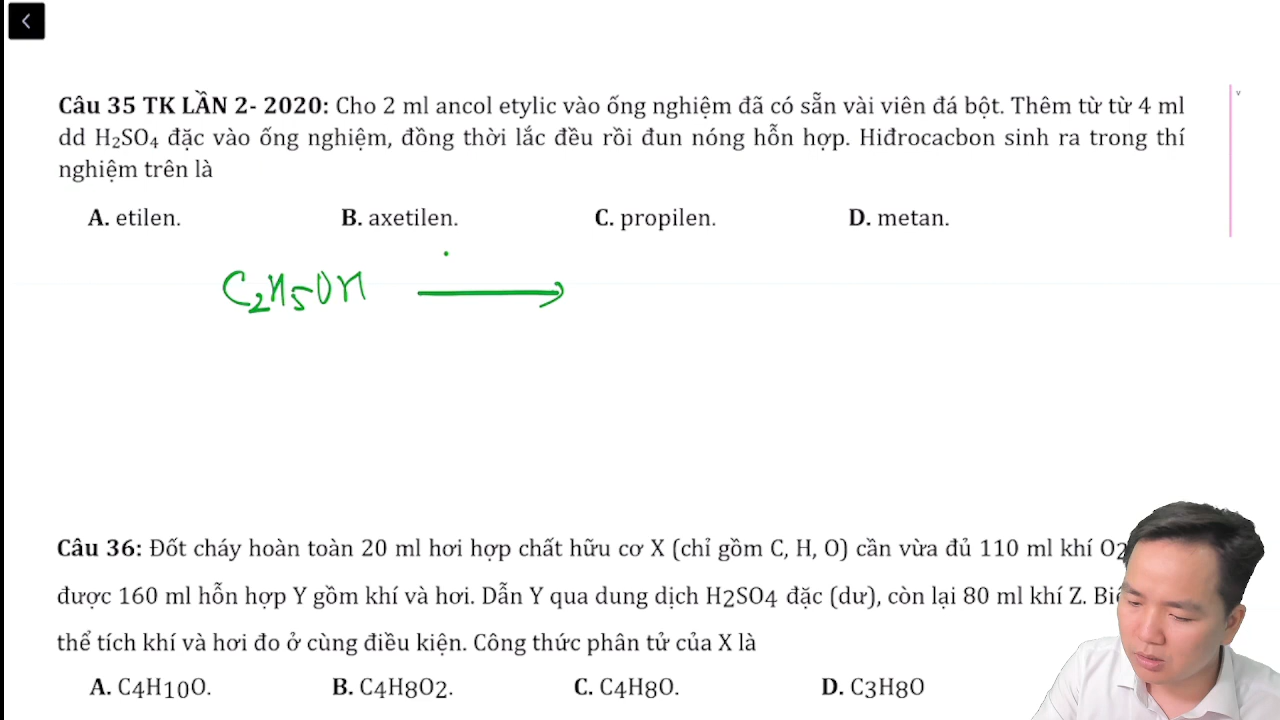 Câu 35 TK LẦN 2- 2020: Cho 2 ml ancol etylic vào ống nghiệm đã có sẵn vài viên đá bột. Thêm từ từ 4 ml
dd H₂SO₄ đặc vào ống nghiệm, đồng thời lắc đều rồi đun nóng hỗn hợp. Hiđrocacbon sinh ra trong thí
nghiệm trên là
A. etilen. B. axetilen. C. propilen. D. metan.
C₂H₅OH →
Câu 36: Đốt cháy hoàn toàn 20 ml hơi hợp chất hữu cơ X (chỉ gồm C, H, O) cần vừa đủ 110 ml khí O2
được 160 ml hỗn hợp Y gồm khí và hơi. Dẫn Y qua dung dịch H2SO4 đặc (dư), còn lại 80 ml khí Z.
thể tích khí và hơi đo ở cùng điều kiện. Công thức phân tử của X là
A. C4H10O. B. C4H8O2. C. C4H8O. D. C3H8O